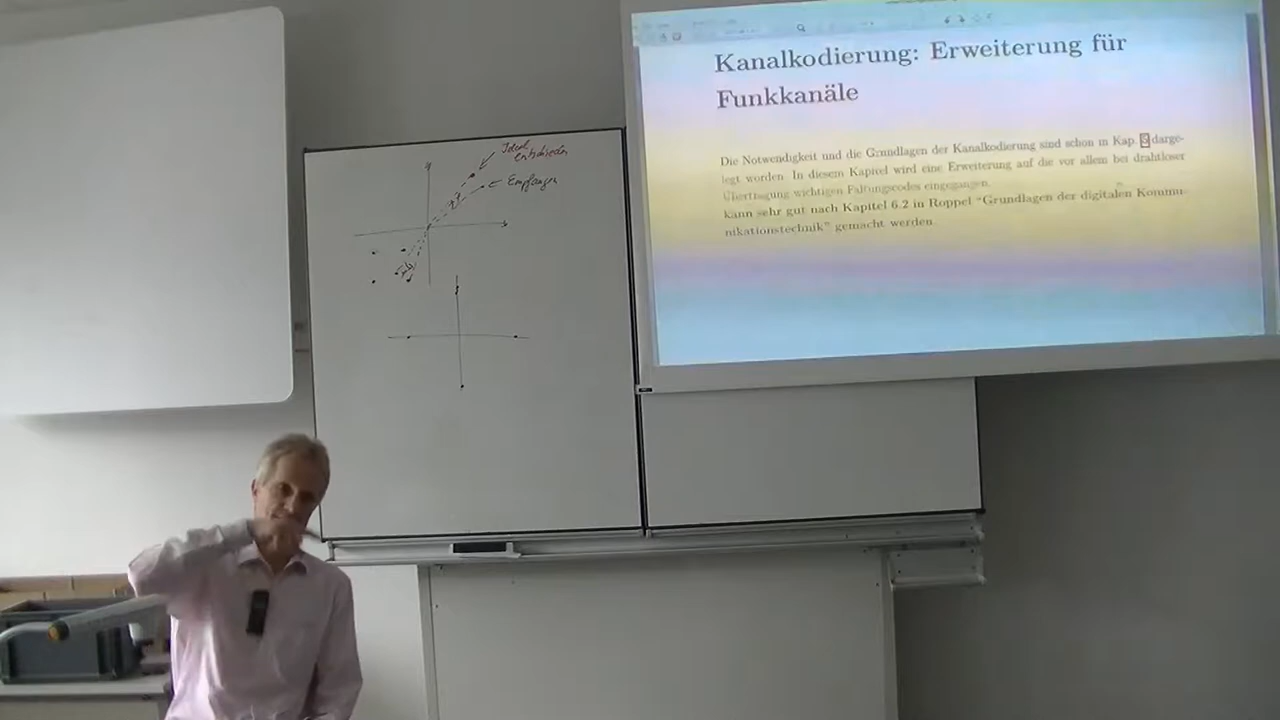 Ideal
entschieden
Empfangen
Kanalkodierung: Erweiterung für
Funkkanäle
Die Notwendigkeit und die Grundlagen der Kanalkodierung sind schon in Kap. 8 darge-
legt worden. In diesem Kapitel wird eine Erweiterung auf die vor allem bei drahtloser
Übertragung wichtigen Faltungscodes eingegangen.
kann sehr gut nach Kapitel 6.2 in Roppel "Grundlagen der digitalen Kommu-
nikationstechnik" gemacht werden.